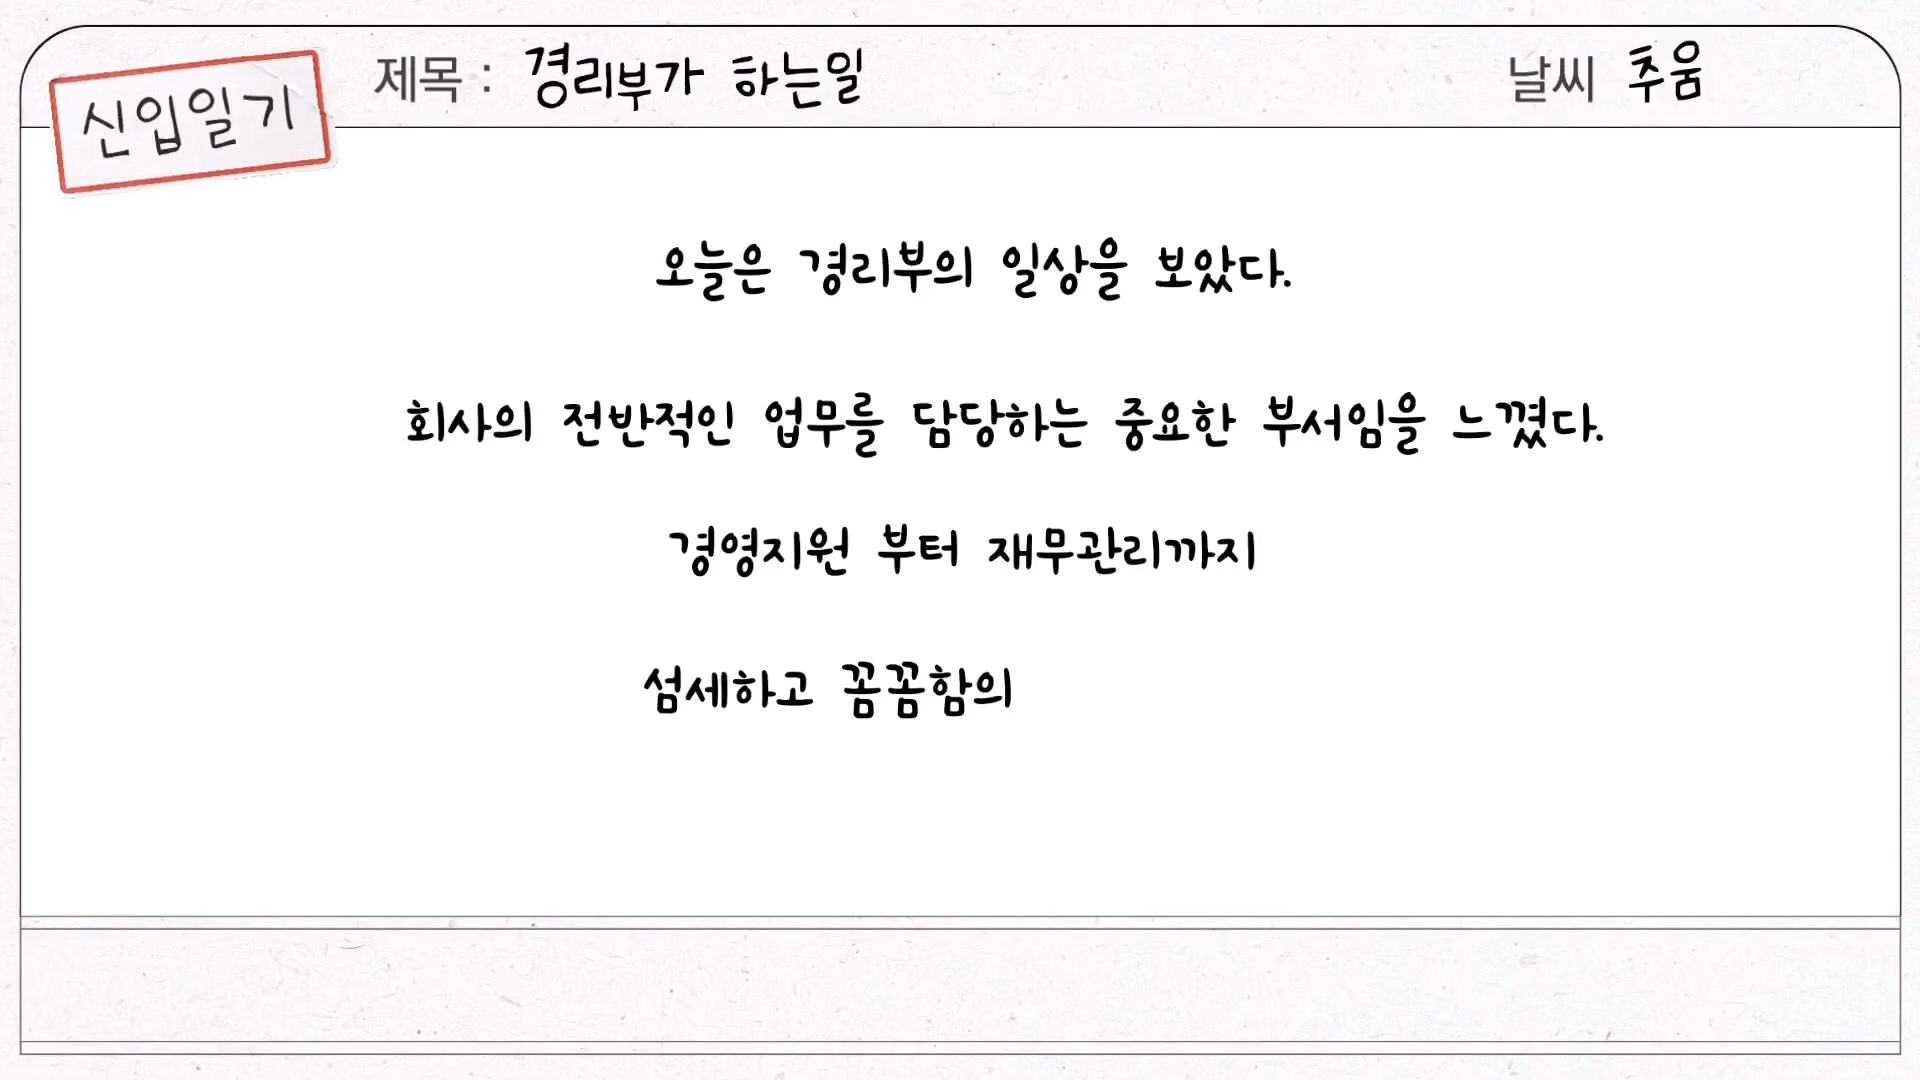 신입일기
제목 : 경리부가 하는일
날씨 추움
오늘은 경리부의 일상을 보았다.
회사의 전반적인 업무를 담당하는 중요한 부서임을 느꼈다.
경영지원 부터 재무관리까지
섬세하고 꼼꼼함의